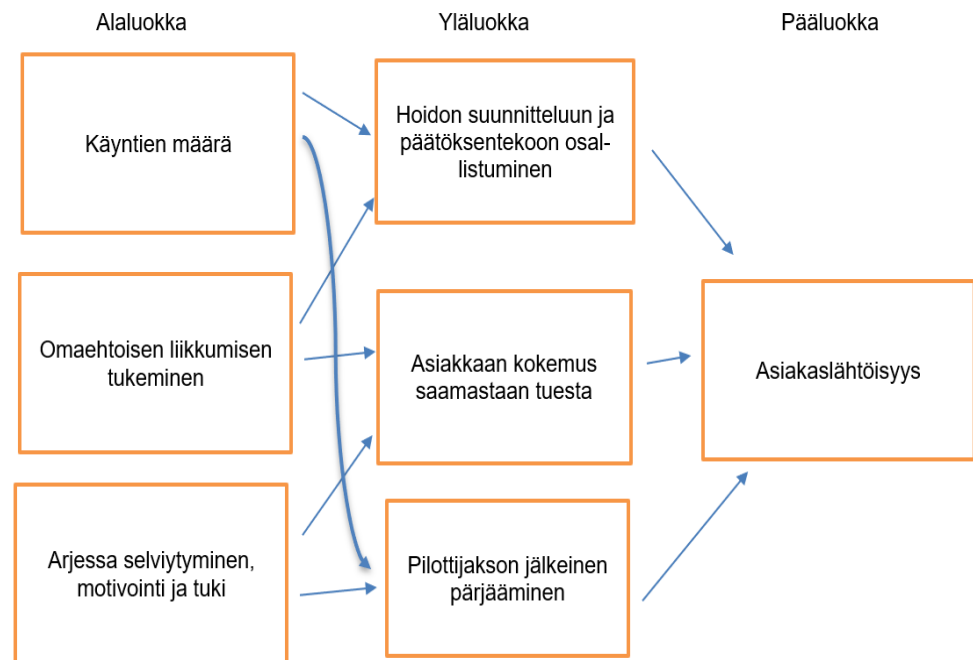 Alaluokka
Yläluokka
Pääluokka
Käyntien määrä
Hoidon suunnitteluun ja
päätöksentekoon osal-
listuminen
Omaehtoisen liikkumisen
tukeminen
Asiakkaan kokemus
saamastaan tuesta
Asiakaslähtöisyys
Arjessa selviytyminen,
motivointi ja tuki
Pilottijakson jälkeinen
pärjääminen